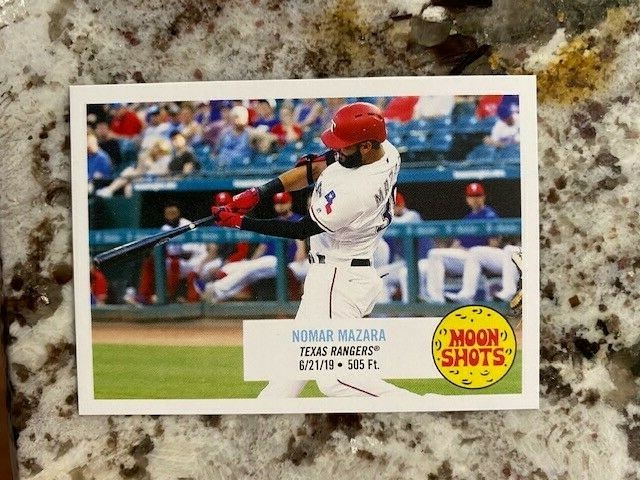 NOMAR MAZARA
TEXAS RANGERS®
6/21/19 • 505 Ft.
MOON
SHOTS